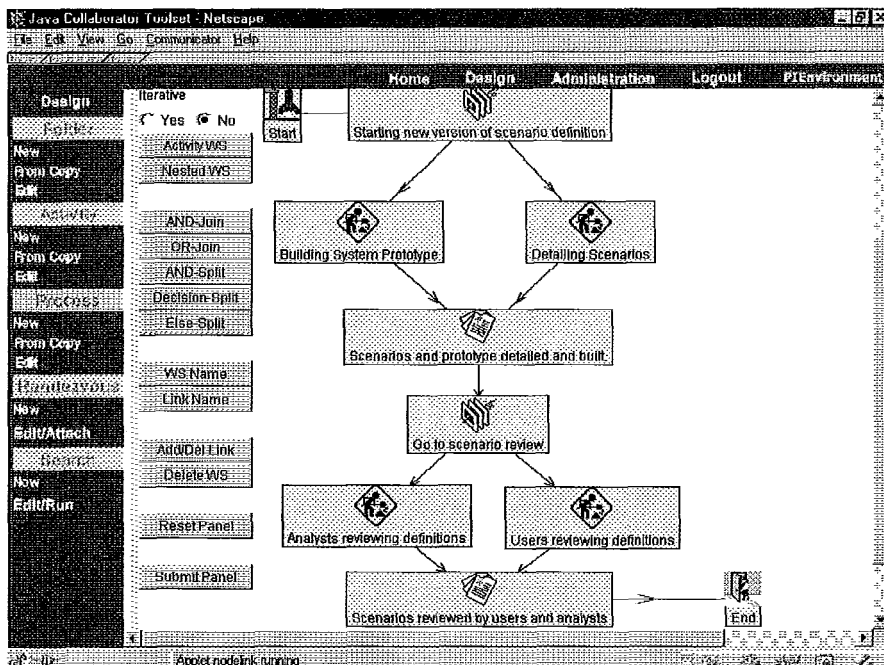 Java Collaborator Toolset - Netscape
File Edit View Go Communicator Help
Home Design Administration Logout PIEnvironment
Design
Folder
New
From Copy
Edit
Activity
New
From Copy
Edit
Process
New
From Copy
Edit
Rendezvous
New
Edit/Attach
Search
New
Edit/Run
Iterative
Yes No
Activity WS
Nested WS
AND-Join
OR-Join
AND-Split
Decision-Split
Else-Split
WS Name
Link Name
Add/Del Link
Delete WS
Reset Panel
Submit Panel
Start
Starting new version of scenario definition
Building System Prototype
Detailing Scenarios
Scenarios and prototype detailed and built
Go to scenario review
Analysts reviewing definitions
Users reviewing definitions
Scenarios reviewed by users and analysts
End
Applet nodelink running